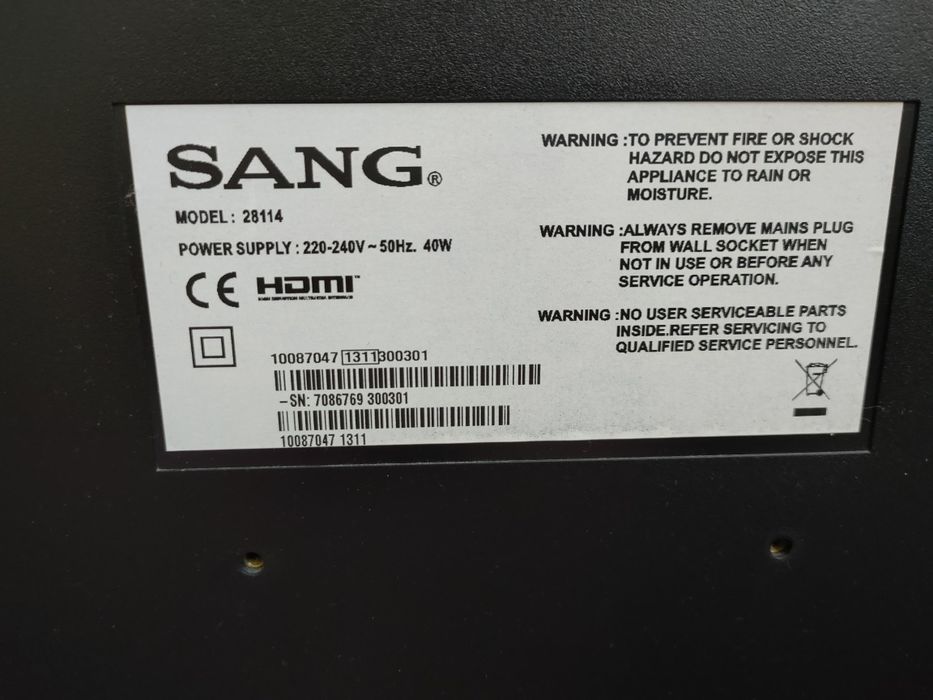 SANG®
MODEL: 28114
POWER SUPPLY: 220-240V~50Hz. 40W
CE HDMI™
10087047 1311300301
-SN: 7086769 300301
10087047 1311
WARNING :TO PREVENT FIRE OR SHOCK
HAZARD DO NOT EXPOSE THIS
APPLIANCE TO RAIN OR
MOISTURE.
WARNING :ALWAYS REMOVE MAINS PLUG
FROM WALL SOCKET WHEN
NOT IN USE OR BEFORE ANY
SERVICE OPERATION.
WARNING :NO USER SERVICEABLE PARTS
INSIDE.REFER SERVICING TO
QUALIFIED SERVICE PERSONNEL.